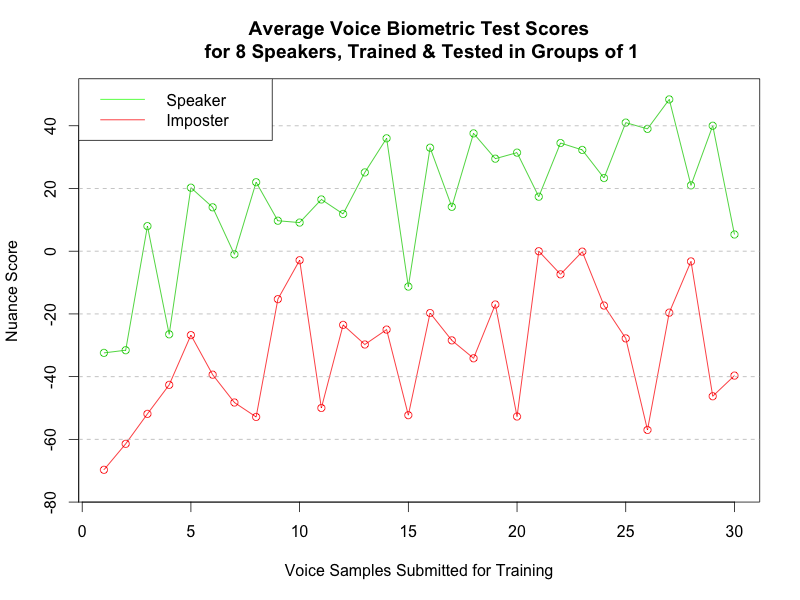 Average Voice Biometric Test Scores
for 8 Speakers, Trained & Tested in Groups of 1
Speaker
Imposter
40
20
0
-20
-40
-60
-80
Nuance Score
0 5 10 15 20 25 30
Voice Samples Submitted for Training